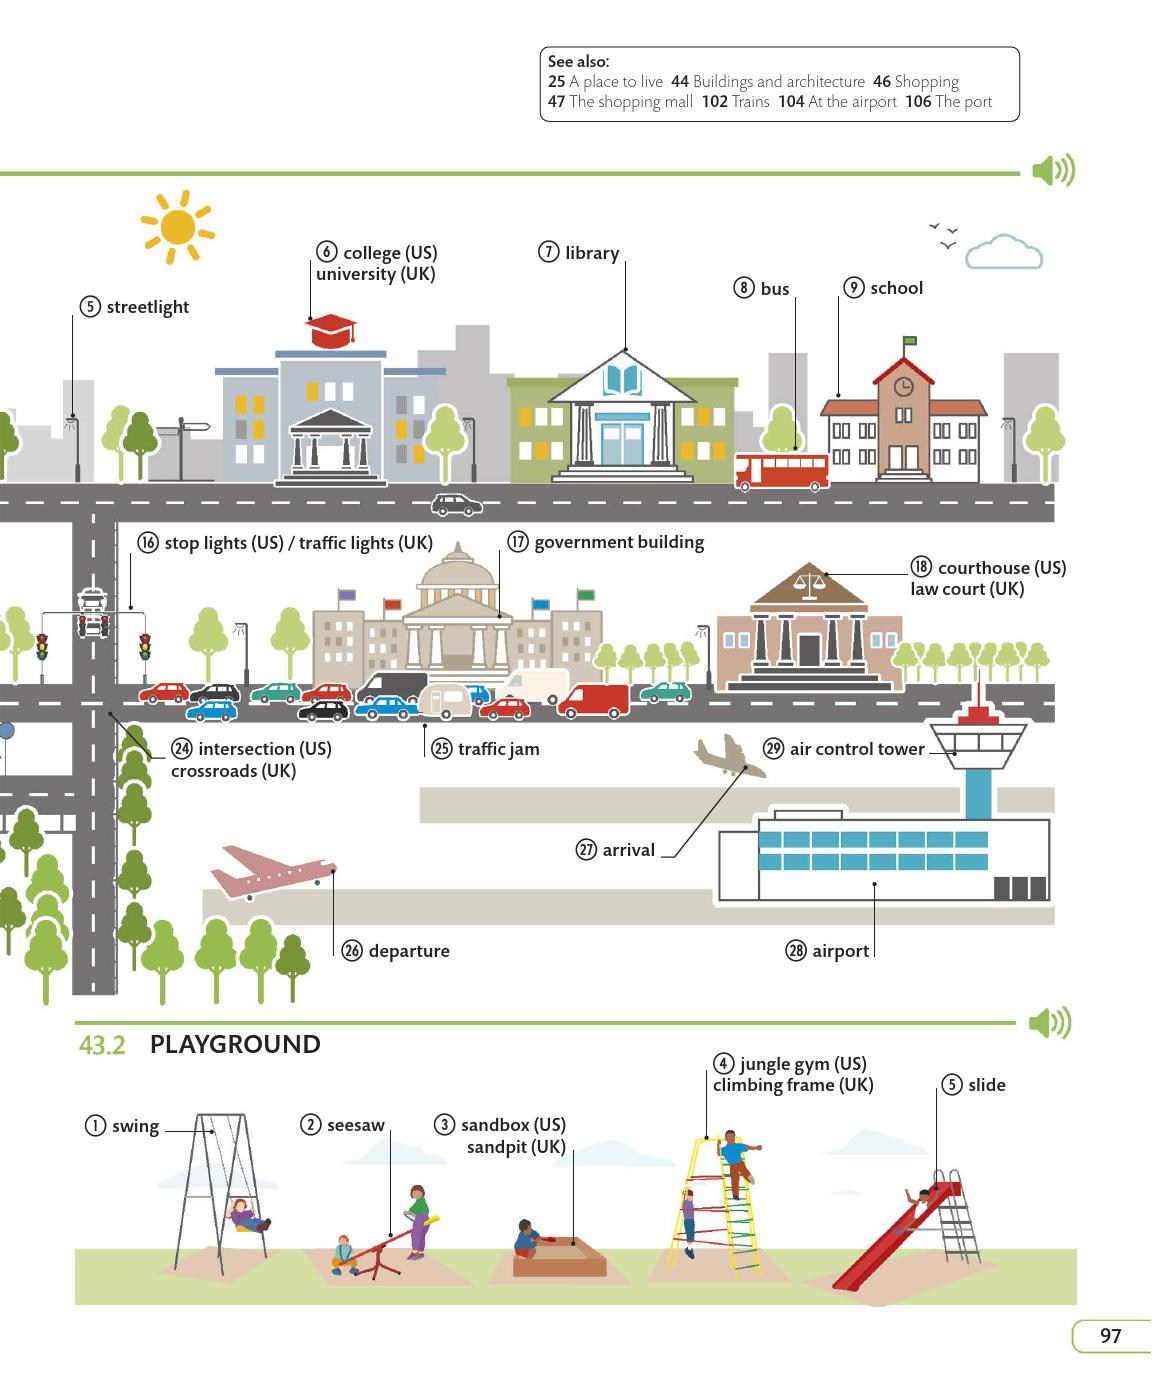 See also:
25 A place to live 44 Buildings and architecture 46 Shopping
47 The shopping mall 102 Trains 104 At the airport 106 The port
6 college (US)
university (UK)
7 library
8 bus
9 school
5 streetlight
16 stop lights (US) / traffic lights (UK)
17 government building
18 courthouse (US)
law court (UK)
24 intersection (US)
crossroads (UK)
25 traffic jam
29 air control tower
27 arrival
26 departure
28 airport
43.2 PLAYGROUND
1 swing
2 seesaw
3 sandbox (US)
sandpit (UK)
4 jungle gym (US)
climbing frame (UK)
5 slide
97